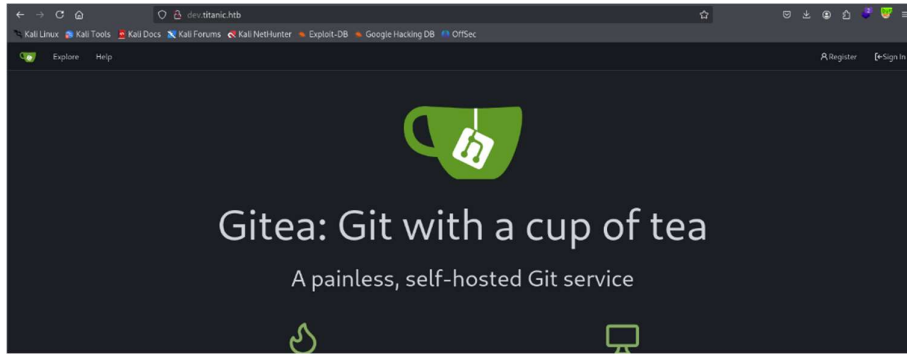 dev.titanic.htb
Kali Linux Kali Tools Kali Docs Kali Forums Kali NetHunter Exploit-DB Google Hacking DB OffSec
Explore Help Register Sign In
Gitea: Git with a cup of tea
A painless, self-hosted Git service